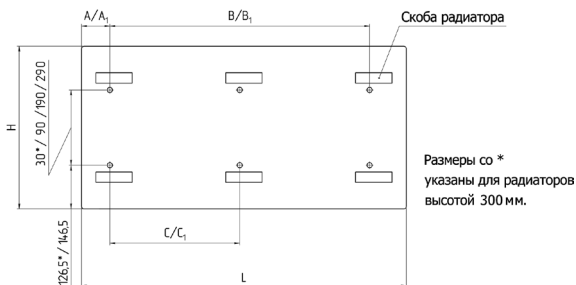 A/A₁
B/B₁
Скоба радиатора
H
30*/ 90 /190/290
126,5*/ 146,5
C/C₁
L
Размеры со *
указаны для радиаторов
высотой 300 мм.